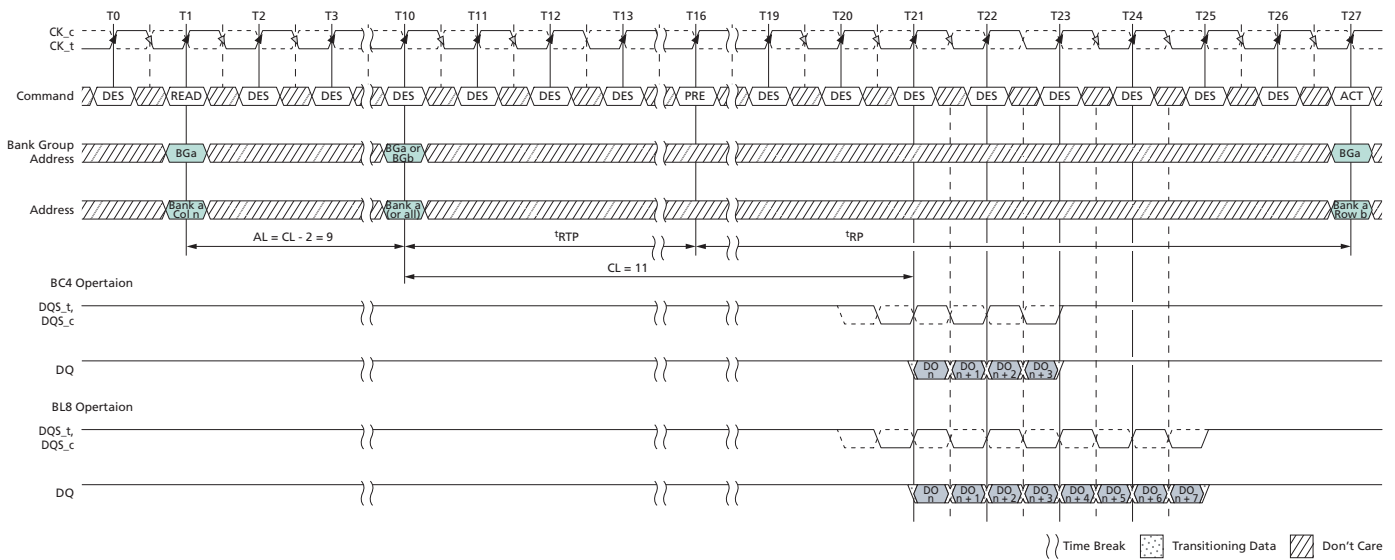 T0 T1 T2 T3 T10 T11 T12 T13 T16 T19 T20 T21 T22 T23 T24 T25 T26 T27
CK_c
CK_t
Command DES READ DES DES DES DES DES DES PRE DES DES DES DES DES DES DES DES ACT
Bank Group
Address
BGa
BGa or
BGb
BGa
Address
Bank a
Col n
Bank a
(or all)
Bank a
Row b
AL = CL - 2 = 9
tRTP
tRP
CL = 11
BC4 Opertaion
DQS_t,
DQS_c
DQ
DO
n
DO
n + 1
DO
n + 2
DO
n + 3
BL8 Opertaion
DQS_t,
DQS_c
DQ
DO
n
DO
n + 1
DO
n + 2
DO
n + 3
DO
n + 4
DO
n + 5
DO
n + 6
DO
n + 7
Time Break Transitioning Data Don't Care